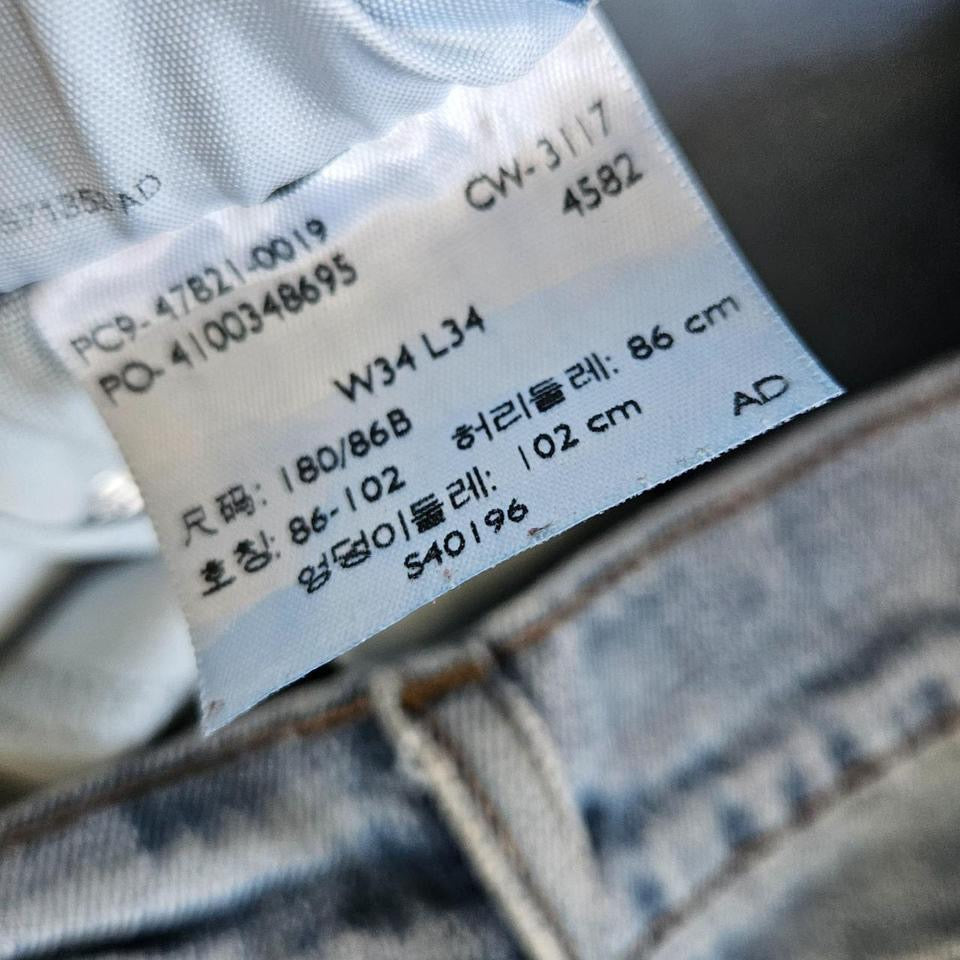 AD
CW-3117
4582
PC9-47821-0019
PO-4100348695
W34 L34
尺码: 180/86B 허리둘레: 86 cm
호칭: 86-102 엉덩이둘레: 102 cm
S40196 AD